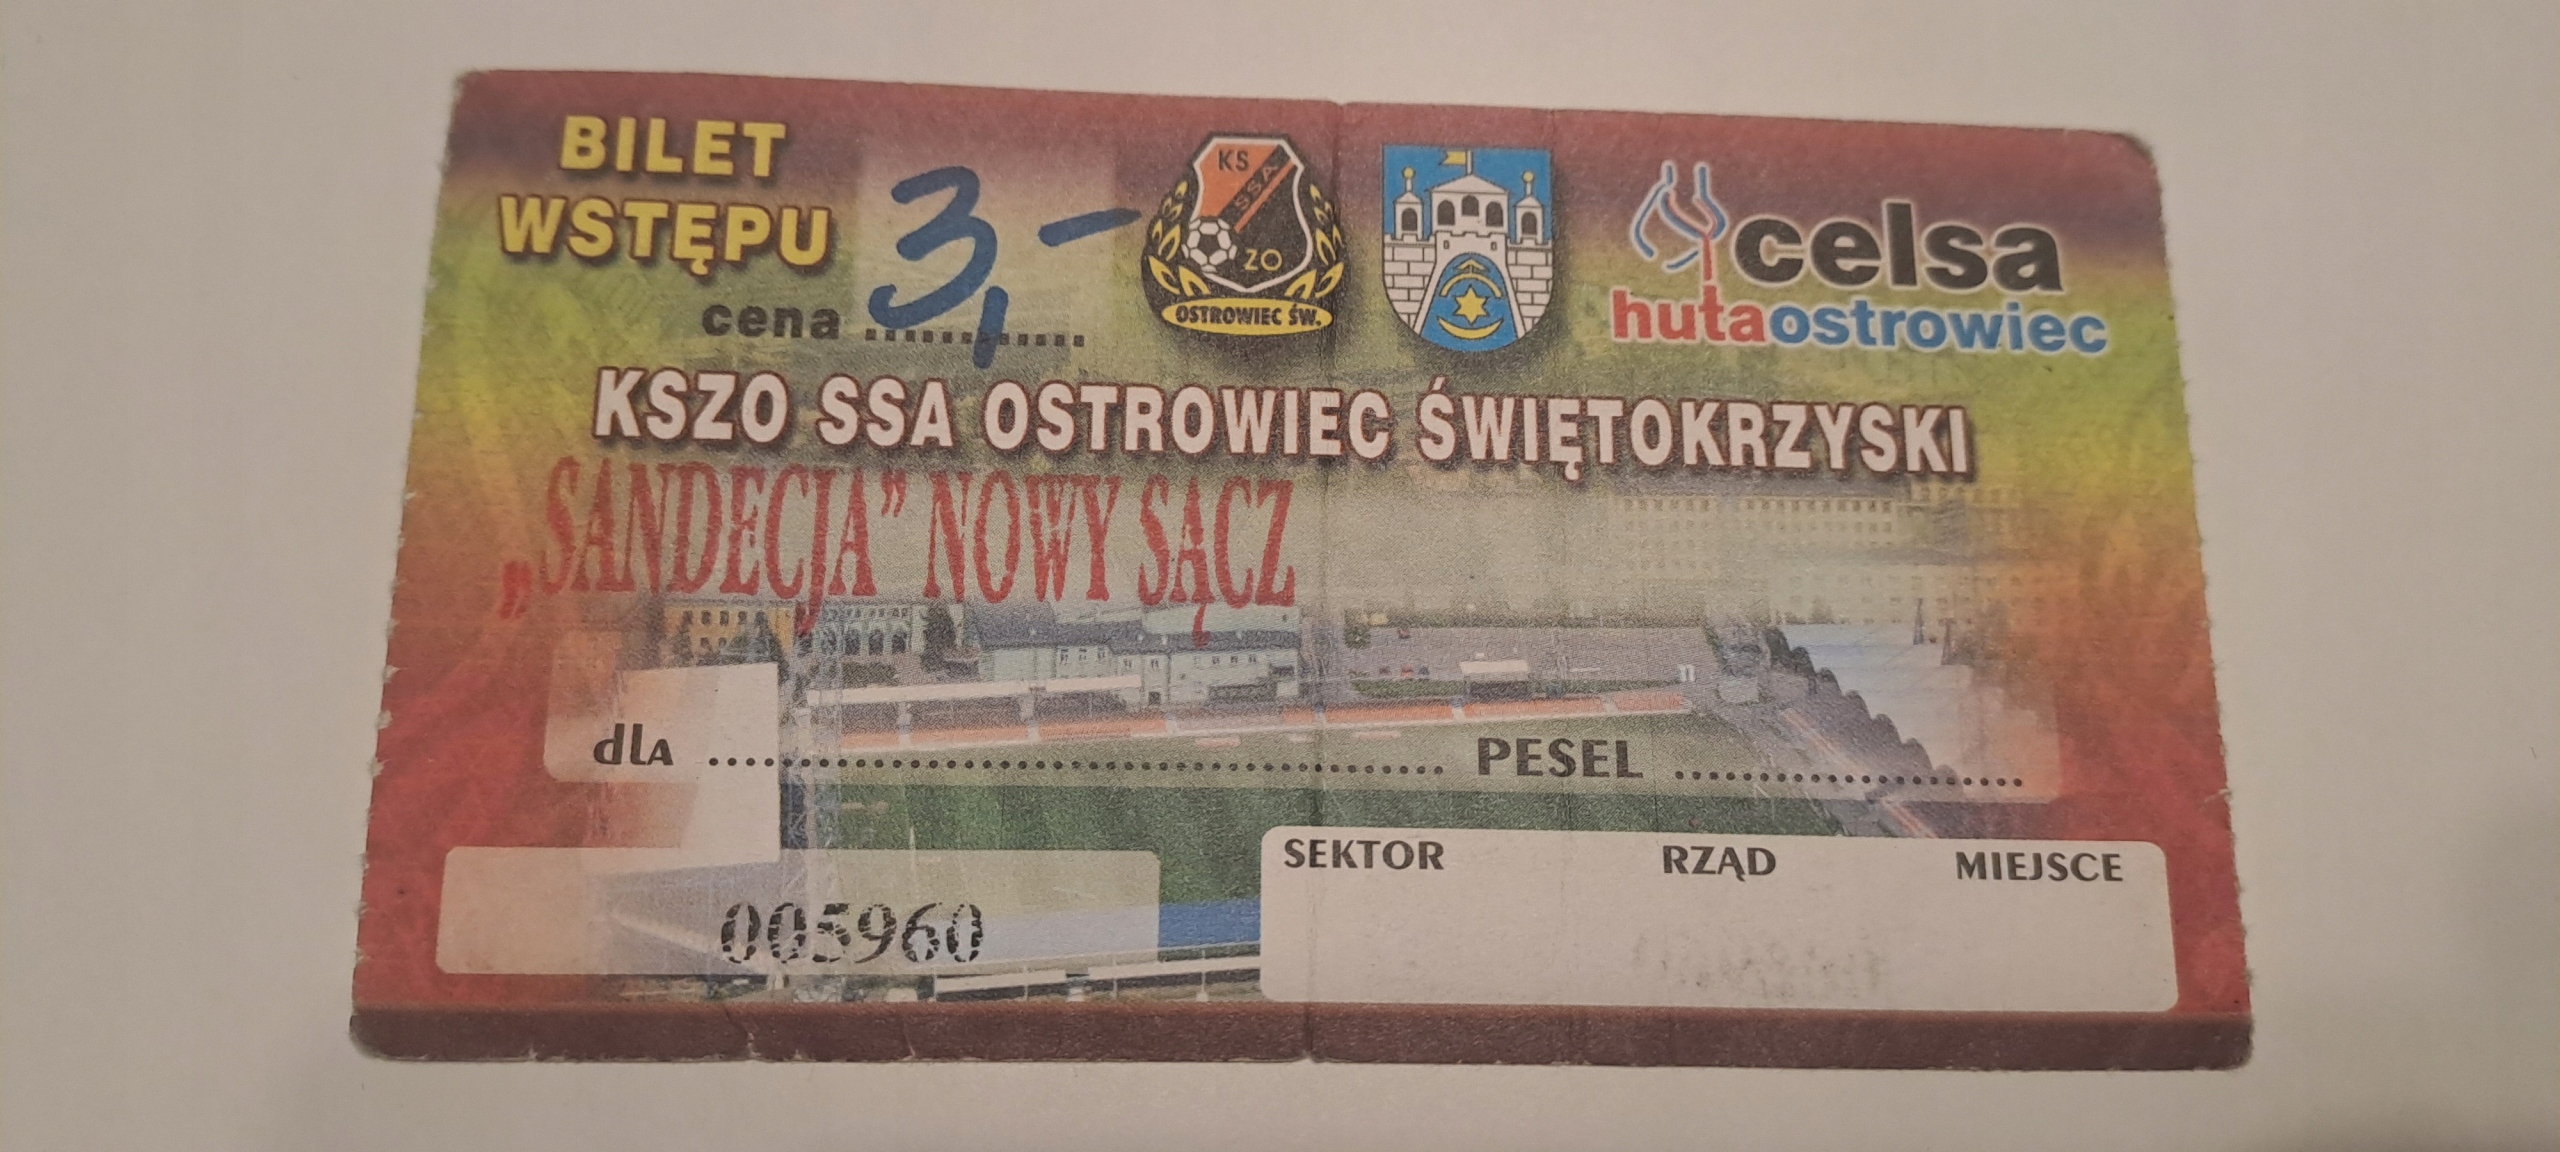 BILET
WSTĘPU
cena 3,-
KS
SSA
ZO
OSTROWIEC ŚW.
celsa
hutaostrowiec
KSZO SSA OSTROWIEC ŚWIĘTOKRZYSKI
„SANDECJA” NOWY SĄCZ
dla ........................................ PESEL ........................
SEKTOR RZĄD MIEJSCE
005960